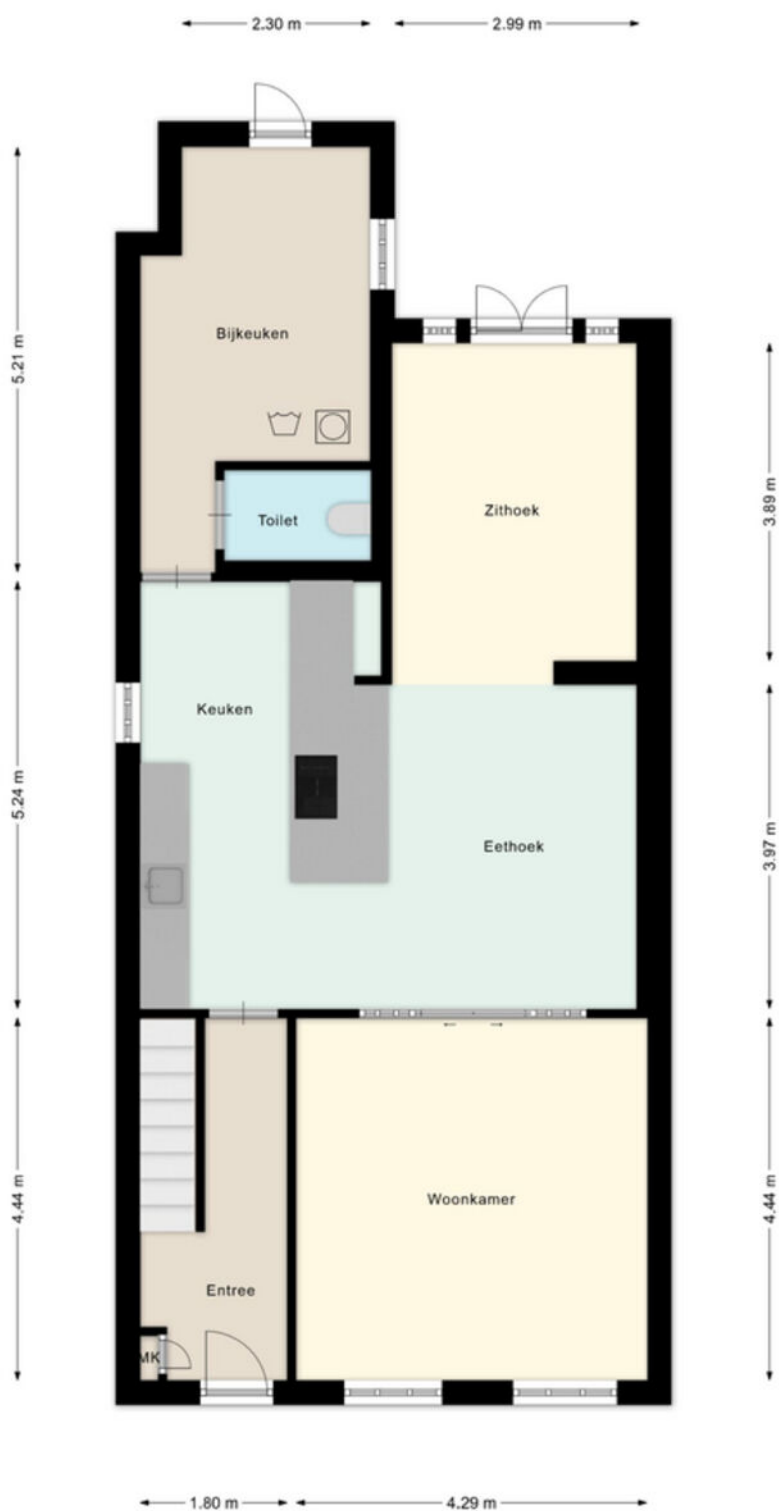 2.30 m
2.99 m
Bijkeuken
5.21 m
Zithoek
3.89 m
Toilet
Keuken
5.24 m
Eethoek
3.97 m
Woonkamer
4.44 m
4.44 m
Entree
MK
1.80 m
4.29 m